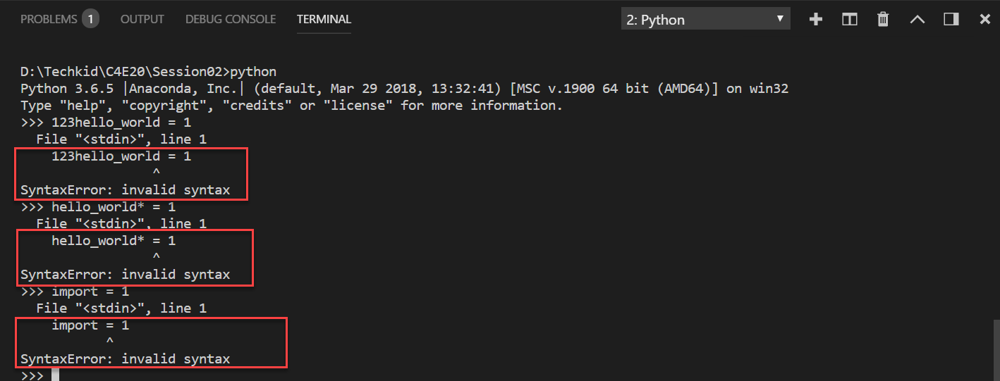 PROBLEMS 1 OUTPUT DEBUG CONSOLE TERMINAL 2: Python
D:\Techkid\C4E20\Session02>python
Python 3.6.5 |Anaconda, Inc.| (default, Mar 29 2018, 13:32:41) [MSC v.1900 64 bit (AMD64)] on win32
Type "help", "copyright", "credits" or "license" for more information.
>>> 123hello_world = 1
  File "<stdin>", line 1
    123hello_world = 1
                 ^
SyntaxError: invalid syntax
>>> hello_world* = 1
  File "<stdin>", line 1
    hello_world* = 1
                 ^
SyntaxError: invalid syntax
>>> import = 1
  File "<stdin>", line 1
    import = 1
           ^
SyntaxError: invalid syntax
>>>